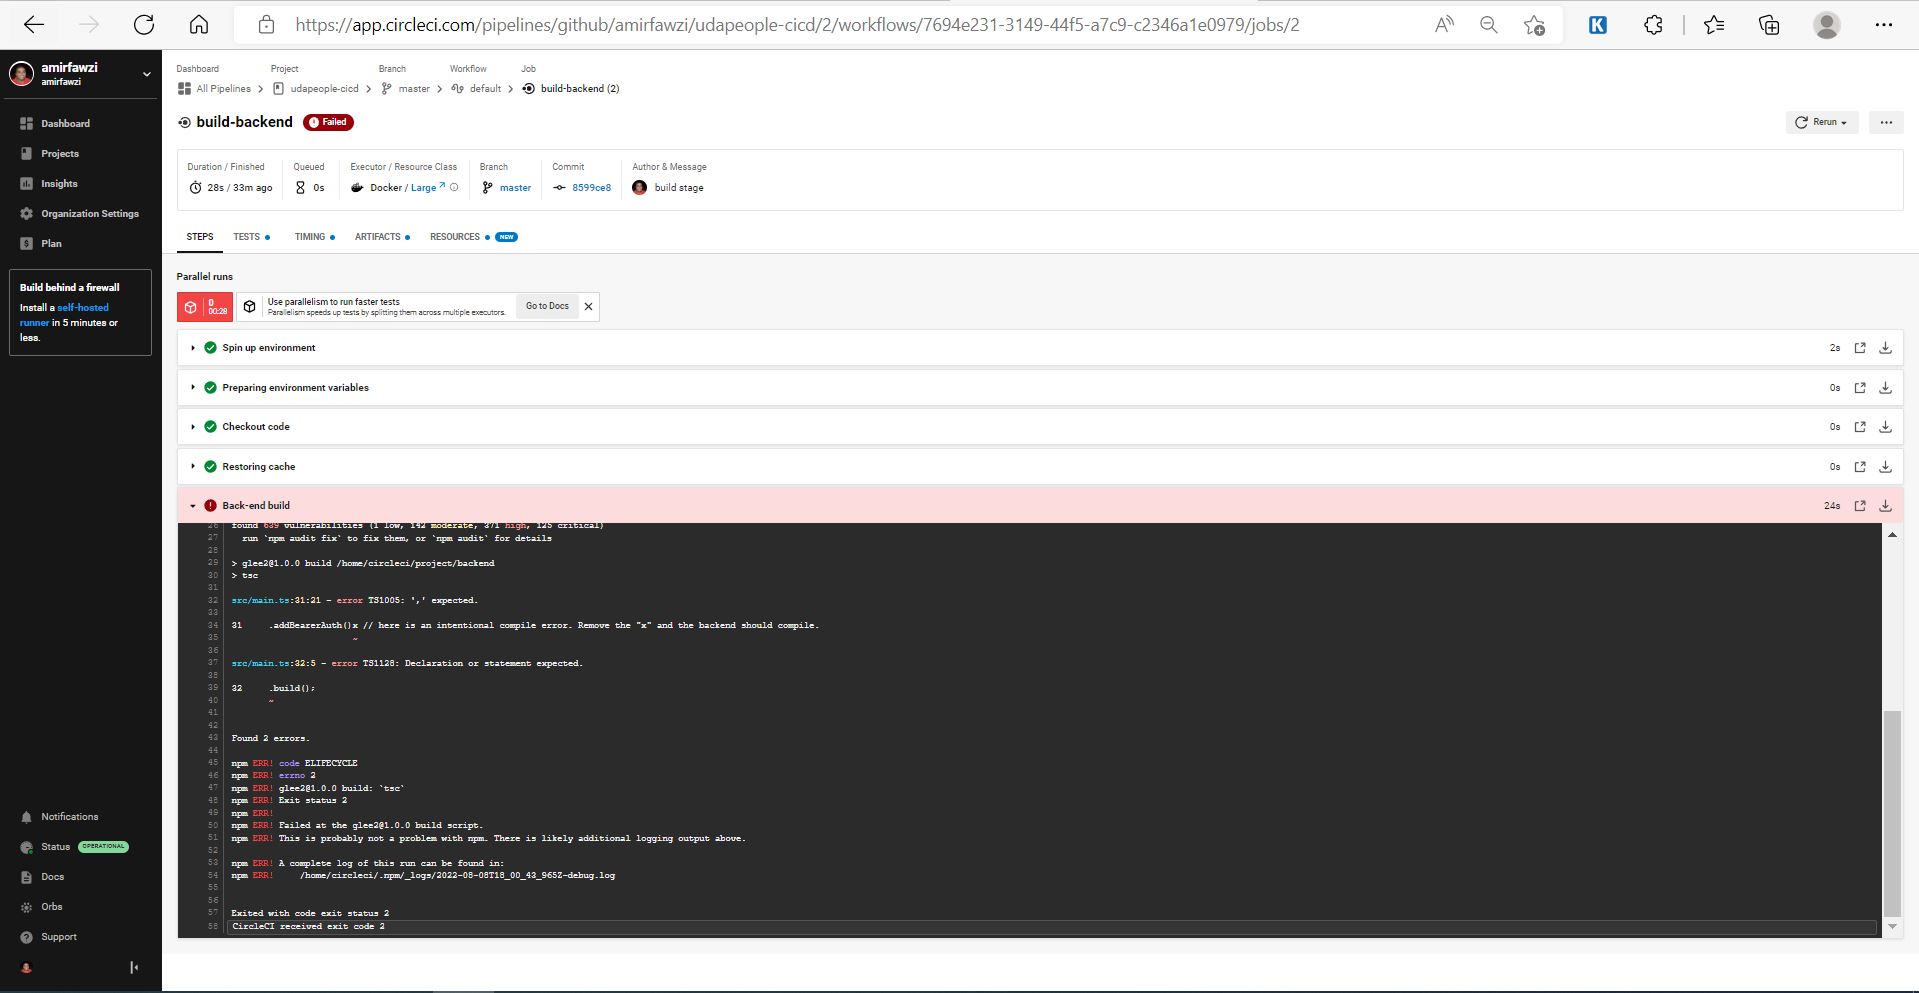 https://app.circleci.com/pipelines/github/amirfawzi/udapeople-cicd/2/workflows/7694e231-3149-44f5-a7c9-c2346a1e0979/jobs/2
amirfawzi
amirfawzi
Dashboard
Projects
Insights
Organization Settings
Plan
Build behind a firewall
Install a self-hosted
runner in 5 minutes or
less.
Notifications
Status OPERATIONAL
Docs
Orbs
Support
Dashboard Project Branch Workflow Job
All Pipelines > udapeople-cicd > master > default > build-backend (2)
build-backend Failed
Rerun
Duration / Finished Queued Executor / Resource Class Branch Commit Author & Message
28s / 33m ago 0s Docker / Large master 8599ce8 build stage
STEPS TESTS TIMING ARTIFACTS RESOURCES NEW
Parallel runs
0
00:28
Use parallelism to run faster tests
Parallelism speeds up tests by splitting them across multiple executors.
Go to Docs
Spin up environment 2s
Preparing environment variables 0s
Checkout code 0s
Restoring cache 0s
Back-end build 24s
26 found 639 vulnerabilities (1 low, 142 moderate, 371 high, 125 critical)
27 run `npm audit fix` to fix them, or `npm audit` for details
28
29 > glee2@1.0.0 build /home/circleci/project/backend
30 > tsc
31
32 src/main.ts:31:21 - error TS1005: ',' expected.
33
34 31 .addBearerAuth()x // here is an intentional compile error. Remove the "x" and the backend should compile.
35 ~
36
37 src/main.ts:32:5 - error TS1128: Declaration or statement expected.
38
39 32 .build();
40 ~
41
42
43 Found 2 errors.
44
45 npm ERR! code ELIFECYCLE
46 npm ERR! errno 2
47 npm ERR! glee2@1.0.0 build: `tsc`
48 npm ERR! Exit status 2
49 npm ERR!
50 npm ERR! Failed at the glee2@1.0.0 build script.
51 npm ERR! This is probably not a problem with npm. There is likely additional logging output above.
52
53 npm ERR! A complete log of this run can be found in:
54 npm ERR! /home/circleci/.npm/_logs/2022-08-08T18_00_43_965Z-debug.log
55
56
57 Exited with code exit status 2
58 CircleCI received exit code 2